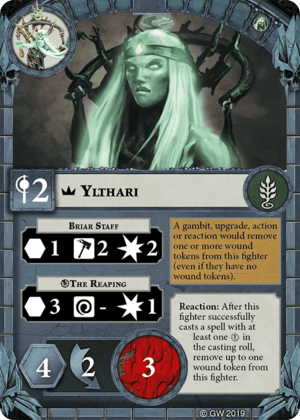 2 Ylthari
Briar Staff
1 2 2
The Reaping
3 - 1
A gambit, upgrade, action
or reaction would remove
one or more wound
tokens from this fighter
(even if they have no
wound tokens).
Reaction: After this
fighter successfully
casts a spell with at
least one in
the casting roll,
remove up to one
wound token from
this fighter.
4 2 3
© GW 2019